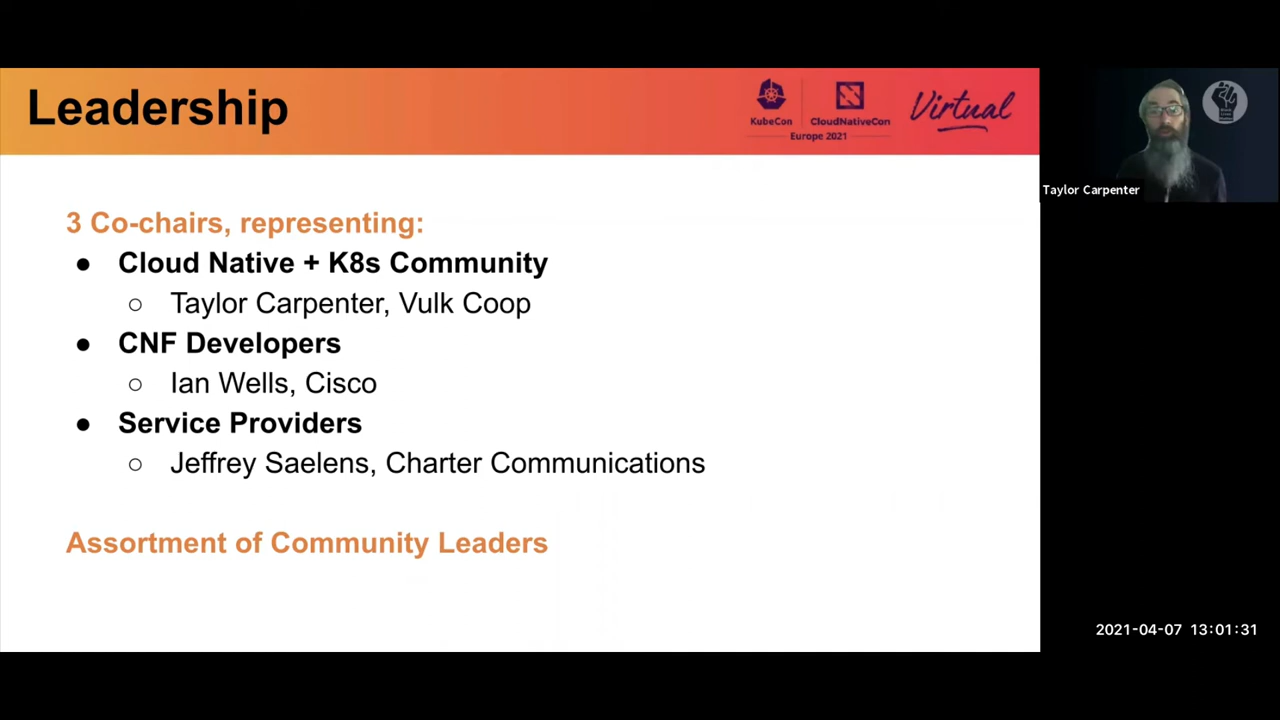 Leadership
KubeCon
CloudNativeCon
Europe 2021
Virtual
Taylor Carpenter
3 Co-chairs, representing:
● Cloud Native + K8s Community
○ Taylor Carpenter, Vulk Coop
● CNF Developers
○ Ian Wells, Cisco
● Service Providers
○ Jeffrey Saelens, Charter Communications
Assortment of Community Leaders
2021-04-07 13:01:31